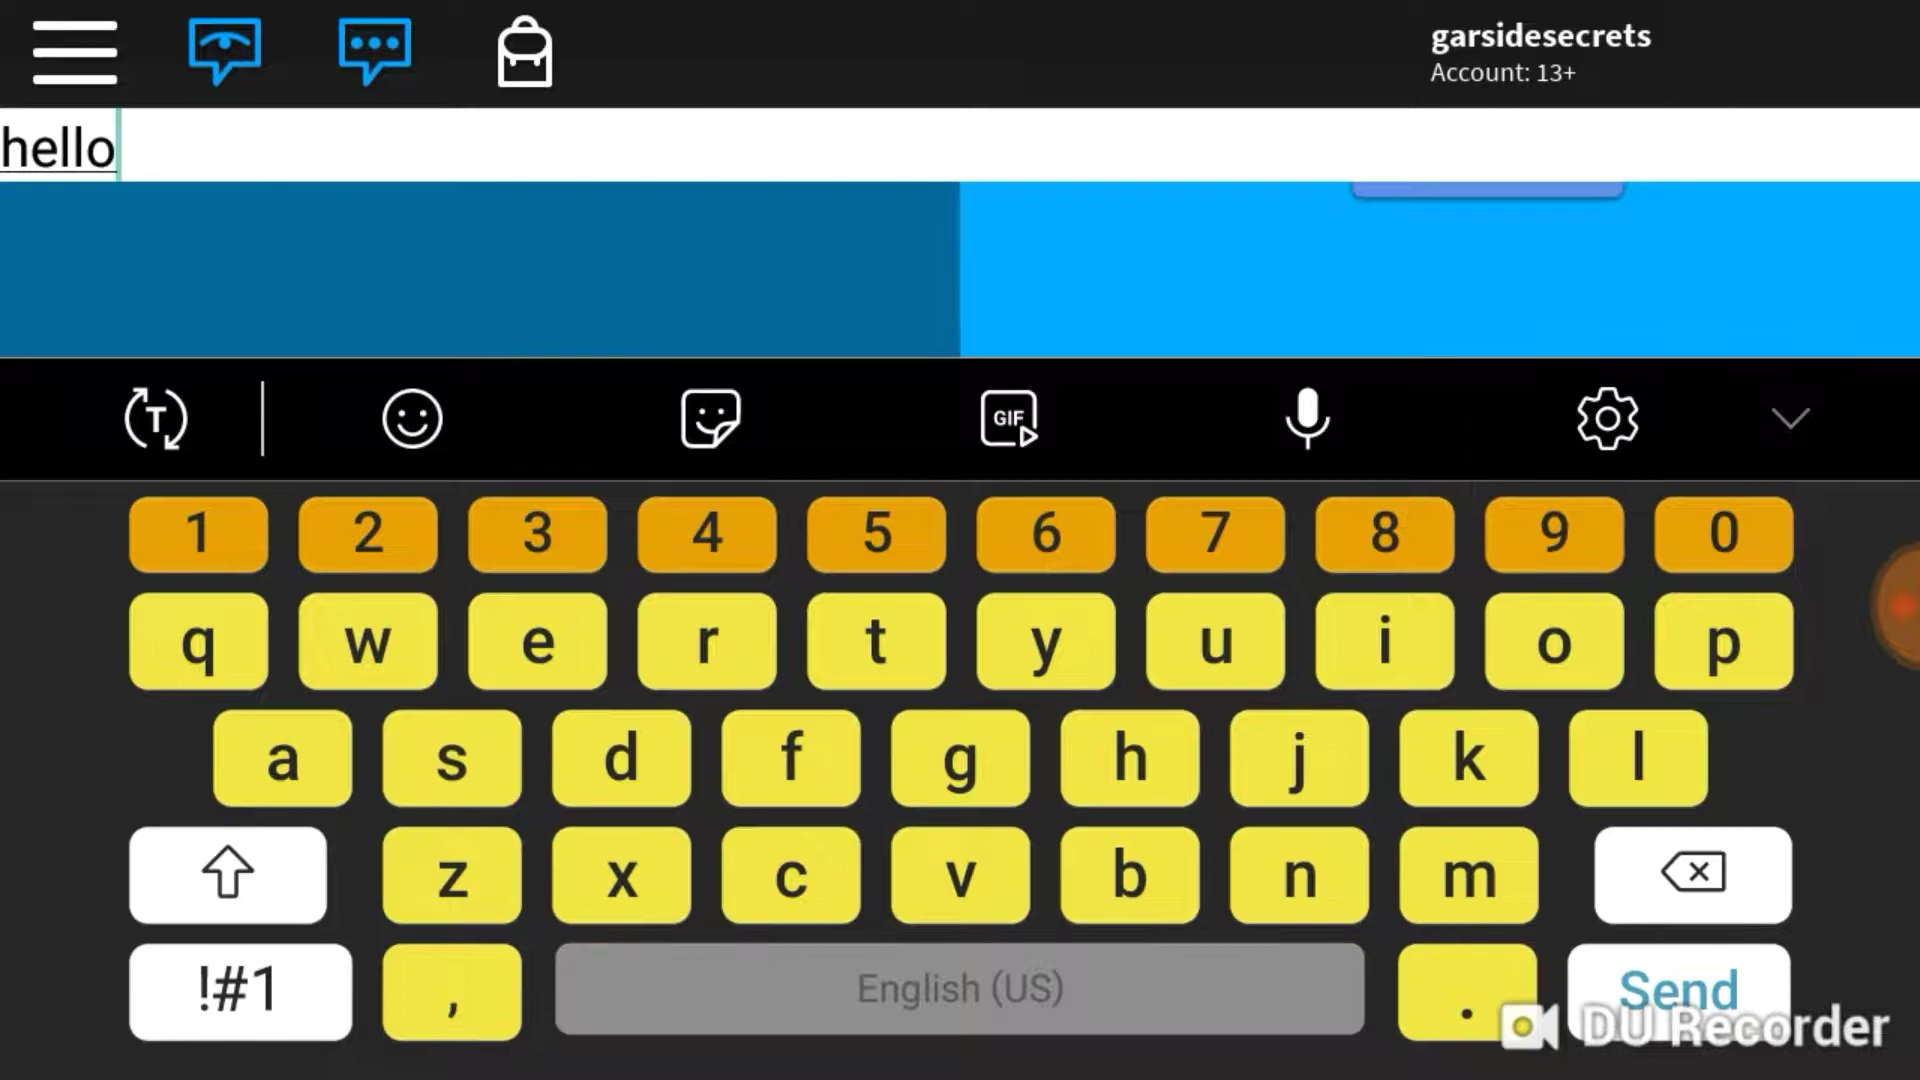 garsidesecrets
Account: 13+
hello
T
GIF
1 2 3 4 5 6 7 8 9 0
q w e r t y u i o p
a s d f g h j k l
z x c v b n m
!#1 , English (US) . Send
DU Recorder